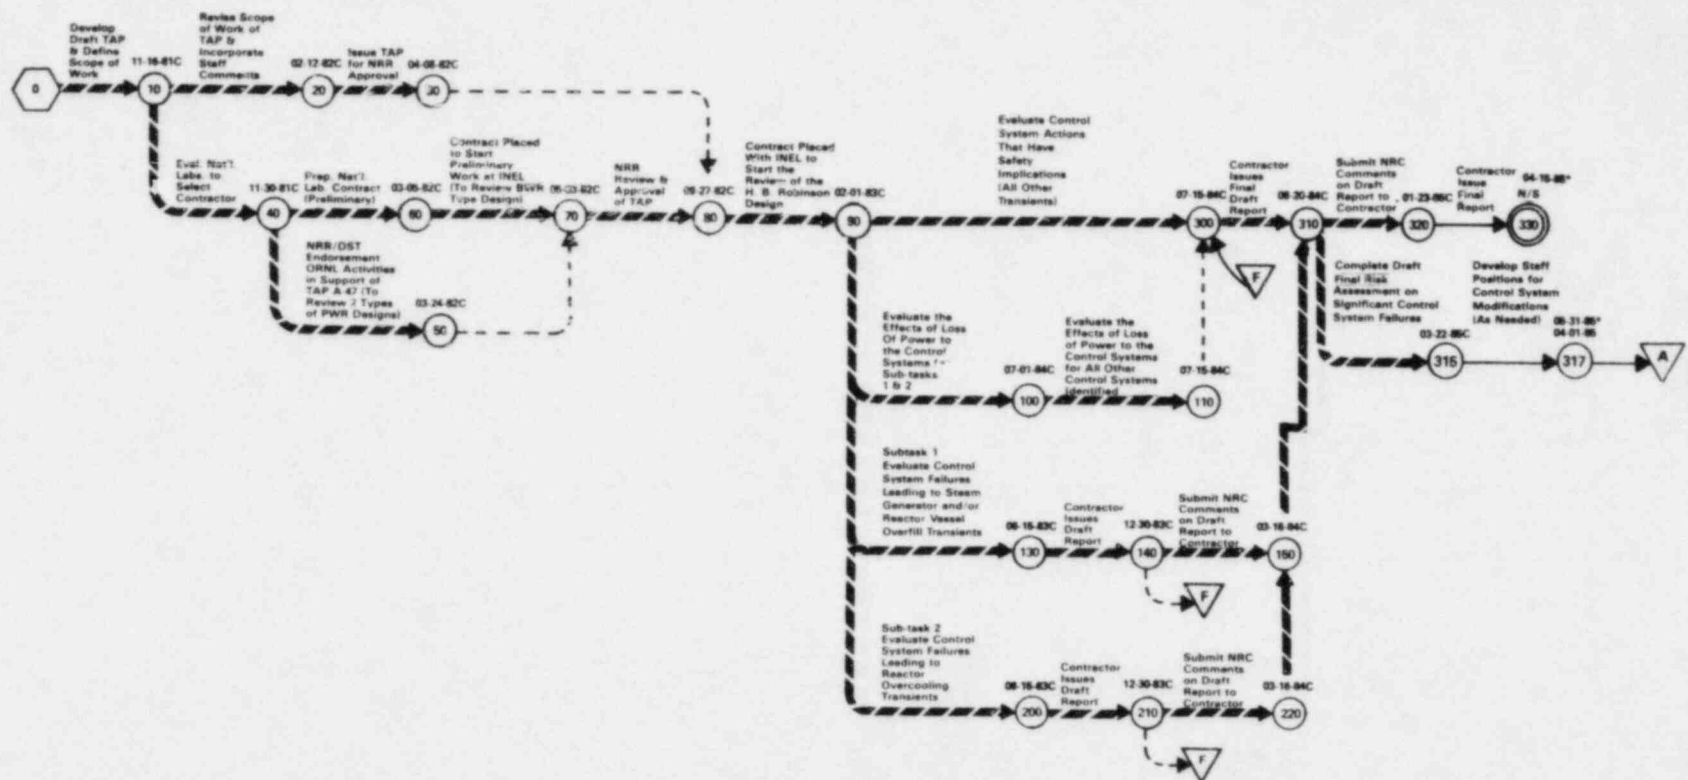 Develop
Draft TAP
& Define
Scope of
Work
0
11-16-81C
10
Revise Scope
of Work of
TAP &
Incorporate
Staff
Comments
02-12-82C
20
Issue TAP
for NRR
Approval
04-08-82C
30
Eval. Nat'l.
Labs. to
Select
Contractor
11-30-81C
40
Prep. Nat'l.
Lab. Contract
(Preliminary)
03-05-82C
60
Contract Placed
to Start
Preliminary
Work at INEL
(To Review BWR
Type Design)
70
NRR
Review &
Approval
of TAP
09-27-82C
80
Contract Placed
With INEL to
Start the
Review of the
H. B. Robinson
Design
02-01-83C
90
NRR/DST
Endorsement
ORNL Activities
in Support of
TAP A-47 (To
Review 2 Types
of PWR Designs)
03-24-82C
50
Evaluate Control
System Actions
That Have
Safety
Implications
(All Other
Transients)
07-15-84C
300
Contractor
Issues
Final
Draft
Report
F
310
Submit NRC
Comments
on Draft
Report to
Contractor
320
Contractor
Issue
Final
Report
N/S
330
Complete Draft
Final Risk
Assessment on
Significant Control
System Failures
03-22-85C
315
Develop Staff
Positions for
Control System
Modifications
(As Needed)
04-01-85
317
A
Evaluate the
Effects of Loss
Of Power to
the Control
Systems
Sub-tasks
1 & 2
07-01-84C
100
Evaluate the
Effects of Loss
of Power to the
Control Systems
for All Other
Control Systems
Identified
07-15-84C
110
Subtask 1
Evaluate Control
System Failures
Leading to Steam
Generator and/or
Reactor Vessel
Overfill Transients
130
Contractor
Issues
Draft
Report
12-30-83C
140
Submit NRC
Comments
on Draft
Report to
Contractor
03-16-84C
150
F
Sub-task 2
Evaluate Control
System Failures
Leading to
Reactor
Overcooling
Transients
200
Contractor
Issues
Draft
Report
12-30-83C
210
Submit NRC
Comments
on Draft
Report to
Contractor
03-16-84C
220
F